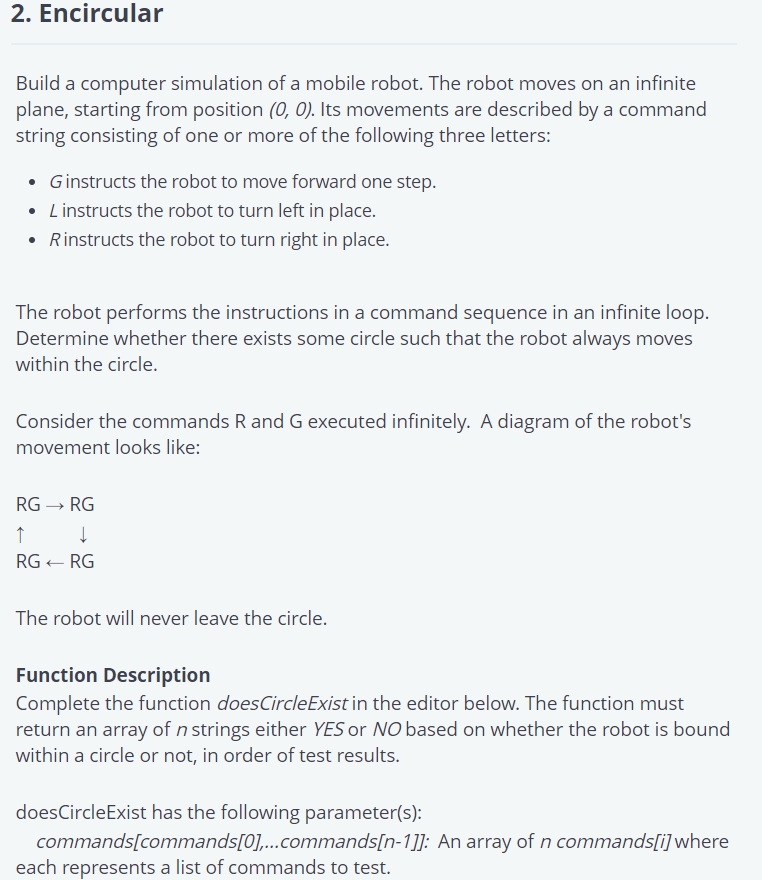 2. Encircular
Build a computer simulation of a mobile robot. The robot moves on an infinite
plane, starting from position (0, 0). Its movements are described by a command
string consisting of one or more of the following three letters:
• G instructs the robot to move forward one step.
• L instructs the robot to turn left in place.
• R instructs the robot to turn right in place.
The robot performs the instructions in a command sequence in an infinite loop.
Determine whether there exists some circle such that the robot always moves
within the circle.
Consider the commands R and G executed infinitely. A diagram of the robot's
movement looks like:
RG → RG
↑ ↓
RG ← RG
The robot will never leave the circle.
Function Description
Complete the function doesCircleExist in the editor below. The function must
return an array of n strings either YES or NO based on whether the robot is bound
within a circle or not, in order of test results.
doesCircleExist has the following parameter(s):
commands[commands[0],...commands[n-1]]: An array of n commands[i] where
each represents a list of commands to test.